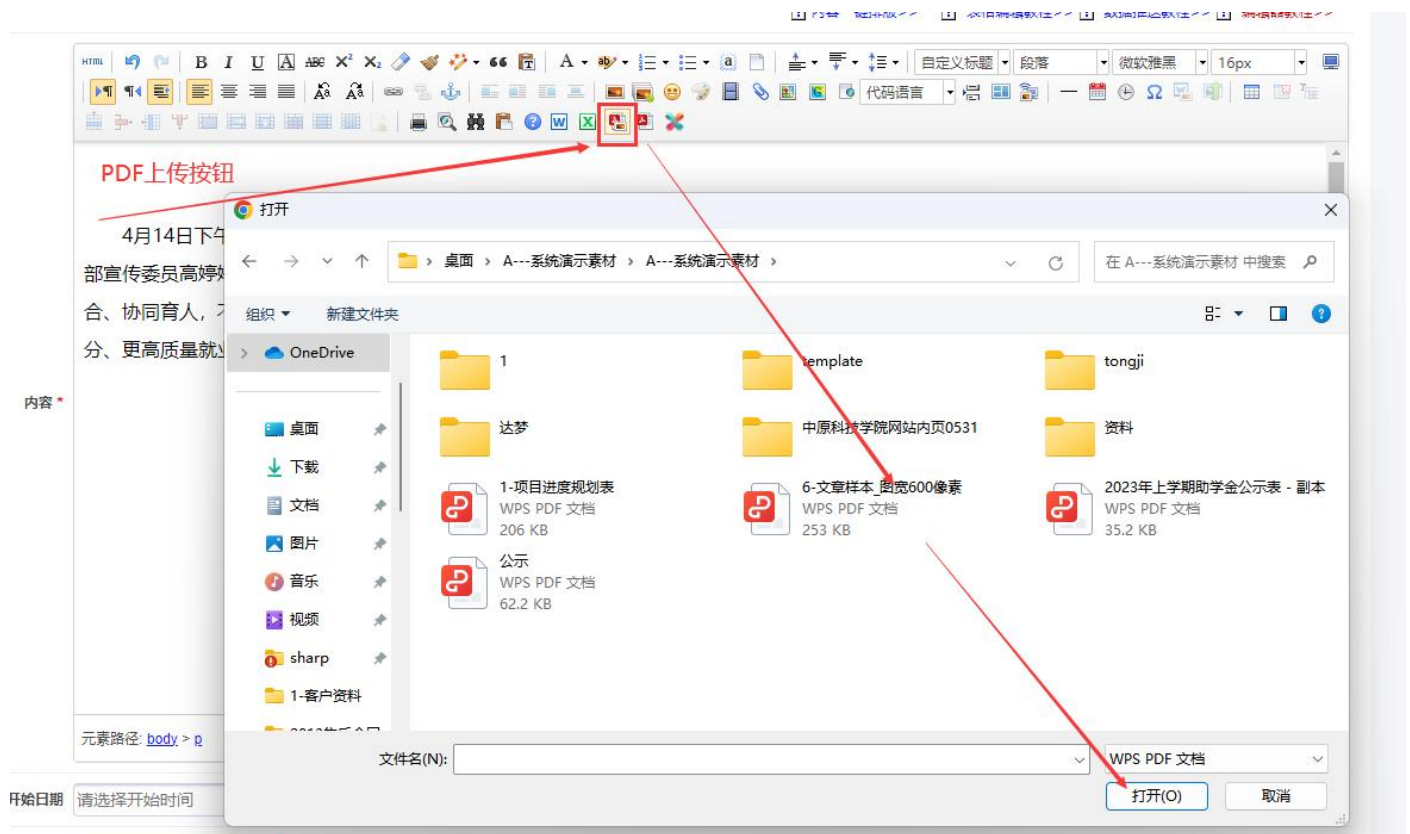 HTML
B I U A ABC X² X₂ 66 A ab a 自定义标题 段落 微软雅黑 16px
代码语言
PDF上传按钮
打开
4月14日下午
桌面 > A---系统演示素材 > A---系统演示素材 >
在 A---系统演示素材 中搜索
部宣传委员高婷
合、协同育人,
组织 新建文件夹
分、更高质量就
OneDrive
1
template
tongji
内容 *
桌面
达梦
中原科技学院网站内页0531
资料
下载
1-项目进度规划表
6-文章样本_图宽600像素
2023年上学期助学金公示表 - 副本
文档
WPS PDF 文档
WPS PDF 文档
WPS PDF 文档
206 KB
253 KB
35.2 KB
图片
公示
音乐
WPS PDF 文档
62.2 KB
视频
sharp
1-客户资料
元素路径: body > p
文件名(N):
WPS PDF 文档
开始日期 请选择开始时间
打开(O)
取消